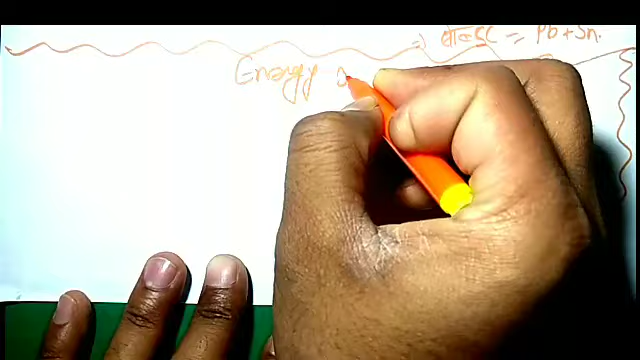 = Pb + Sn.
Energy